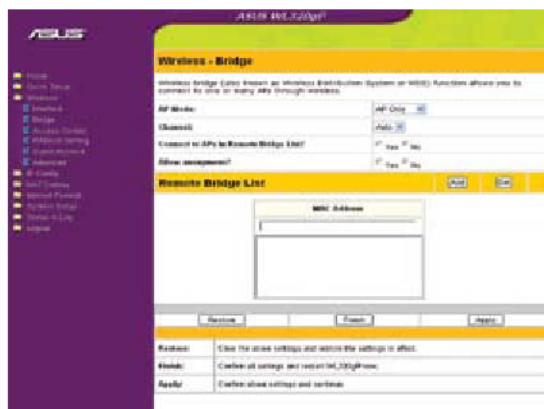 ASUS WL320gP
ASUS
Home
Quick Setup
Wireless
Interface
Bridge
Access Control
RADIUS Setting
Advanced
IP Config
Internet Firewall
System Setup
Status & Log
Logout
Wireless - Bridge
Wireless bridge (also known as Wireless Distribution System or WDS) function allows you to
connect to one or many APs through wireless.
AP Mode: AP Only
Channel: Auto
Connect to APs in Remote Bridge List? Yes No
Allow anonymous? Yes No
Remote Bridge List Add Del
MAC Address
Restore Finish Apply
Restore: Clear the above settings and restore the settings in effect.
Finish: Confirm all settings and restart
Apply: Confirm above settings and continue.